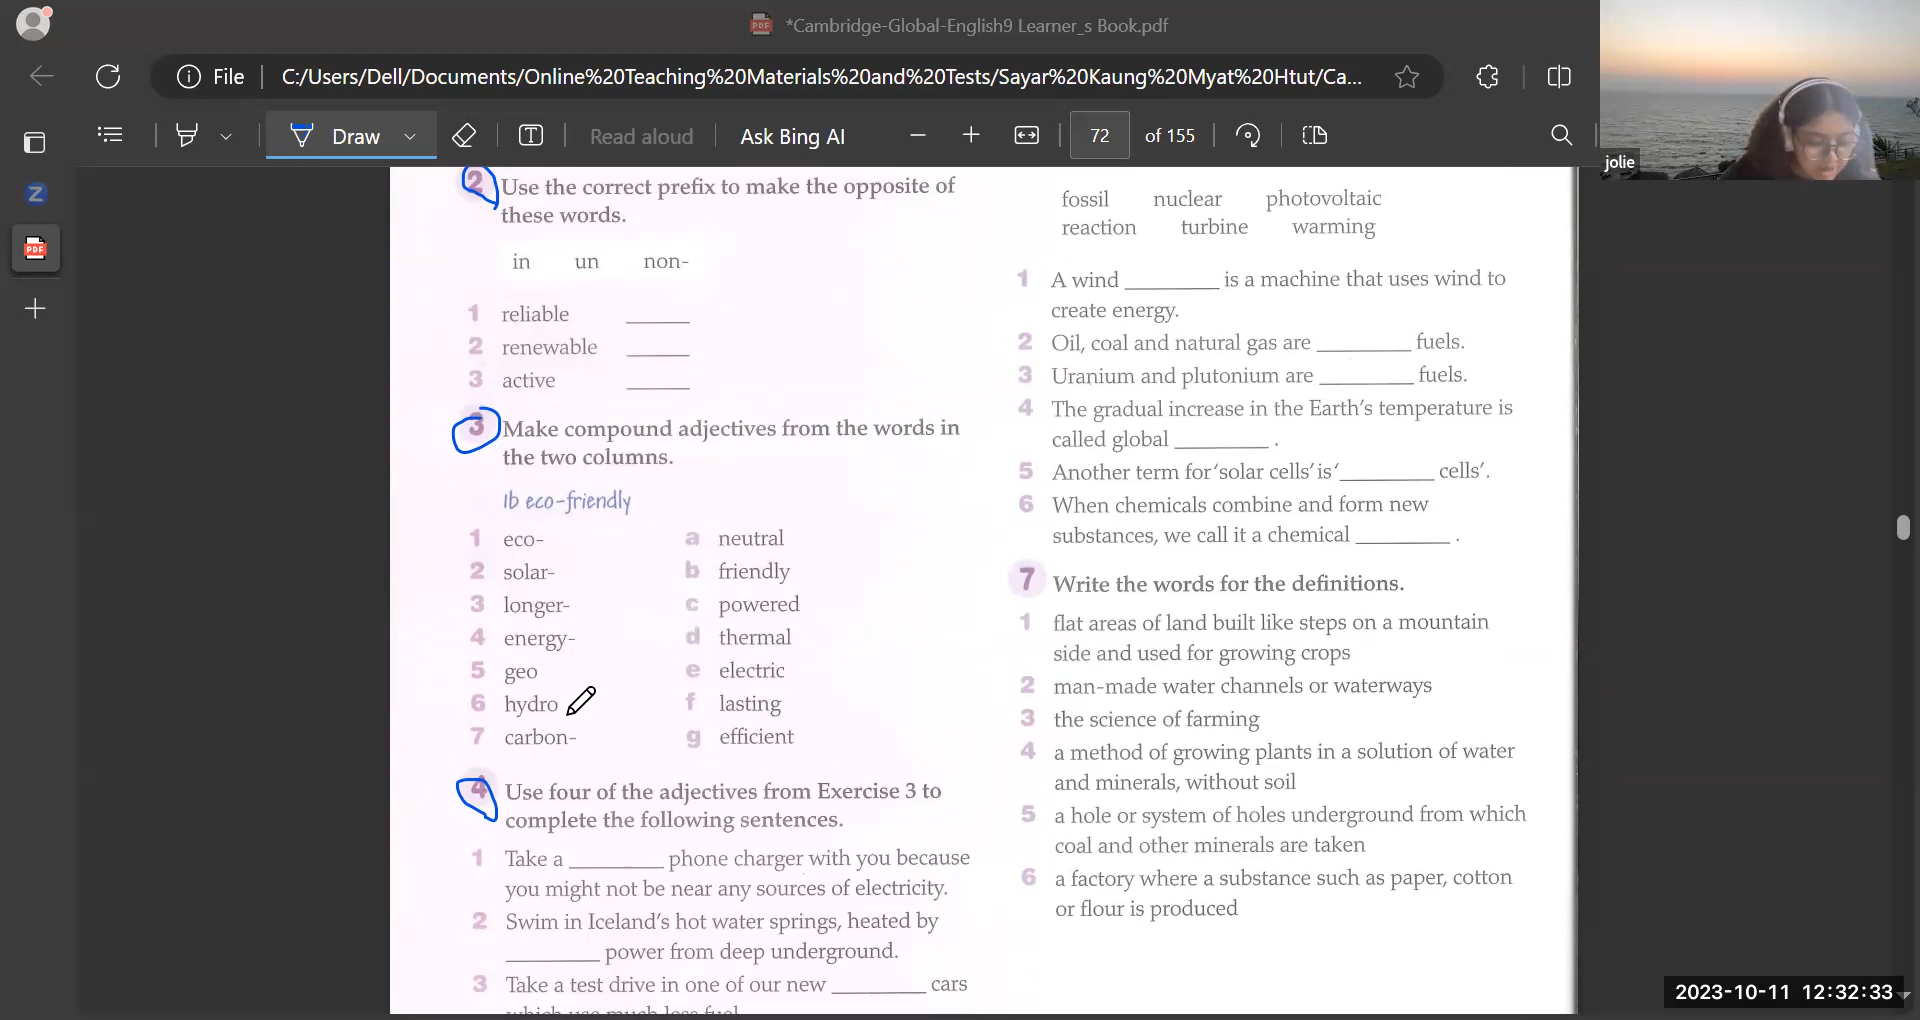 *Cambridge-Global-English9 Learner_s Book.pdf
File
C:/Users/Dell/Documents/Online%20Teaching%20Materials%20and%20Tests/Sayar%20Kaung%20Myat%20Htut/Ca...
Draw
Read aloud
Ask Bing AI
72 of 155
jolie
Z
PDF
2 Use the correct prefix to make the opposite of
these words.
in un non-
1 reliable ______
2 renewable ______
3 active ______
3 Make compound adjectives from the words in
the two columns.
1b eco-friendly
1 eco- a neutral
2 solar- b friendly
3 longer- c powered
4 energy- d thermal
5 geo e electric
6 hydro f lasting
7 carbon- g efficient
4 Use four of the adjectives from Exercise 3 to
complete the following sentences.
1 Take a ________ phone charger with you because
you might not be near any sources of electricity.
2 Swim in Iceland's hot water springs, heated by
________ power from deep underground.
3 Take a test drive in one of our new ________ cars
which use much less fuel
fossil nuclear photovoltaic
reaction turbine warming
1 A wind ________ is a machine that uses wind to
create energy.
2 Oil, coal and natural gas are ________ fuels.
3 Uranium and plutonium are ________ fuels.
4 The gradual increase in the Earth's temperature is
called global ________ .
5 Another term for 'solar cells' is '________ cells'.
6 When chemicals combine and form new
substances, we call it a chemical ________ .
7 Write the words for the definitions.
1 flat areas of land built like steps on a mountain
side and used for growing crops
2 man-made water channels or waterways
3 the science of farming
4 a method of growing plants in a solution of water
and minerals, without soil
5 a hole or system of holes underground from which
coal and other minerals are taken
6 a factory where a substance such as paper, cotton
or flour is produced
2023-10-11 12:32:33